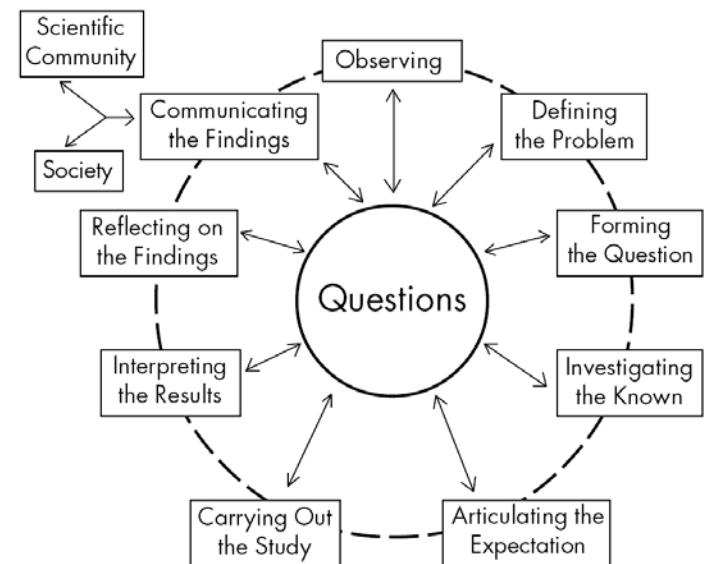 Scientific
Community
Society
Observing
Communicating
the Findings
Defining
the Problem
Reflecting on
the Findings
Forming
the Question
Questions
Interpreting
the Results
Investigating
the Known
Carrying Out
the Study
Articulating the
Expectation